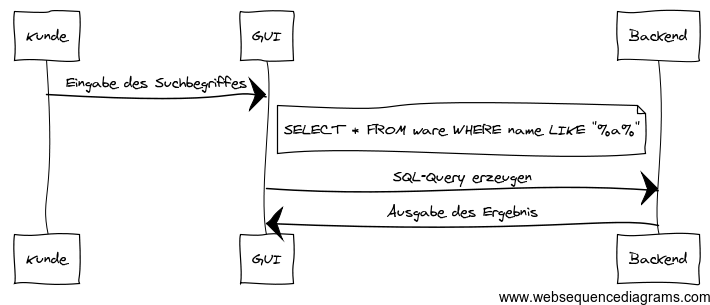 Kunde
GUI
Backend
Eingabe des Suchbegriffes
SELECT * FROM ware WHERE name LIKE "%a%"
SQL-Query erzeugen
Ausgabe des Ergebnis
Kunde
GUI
Backend
www.websequencediagrams.com